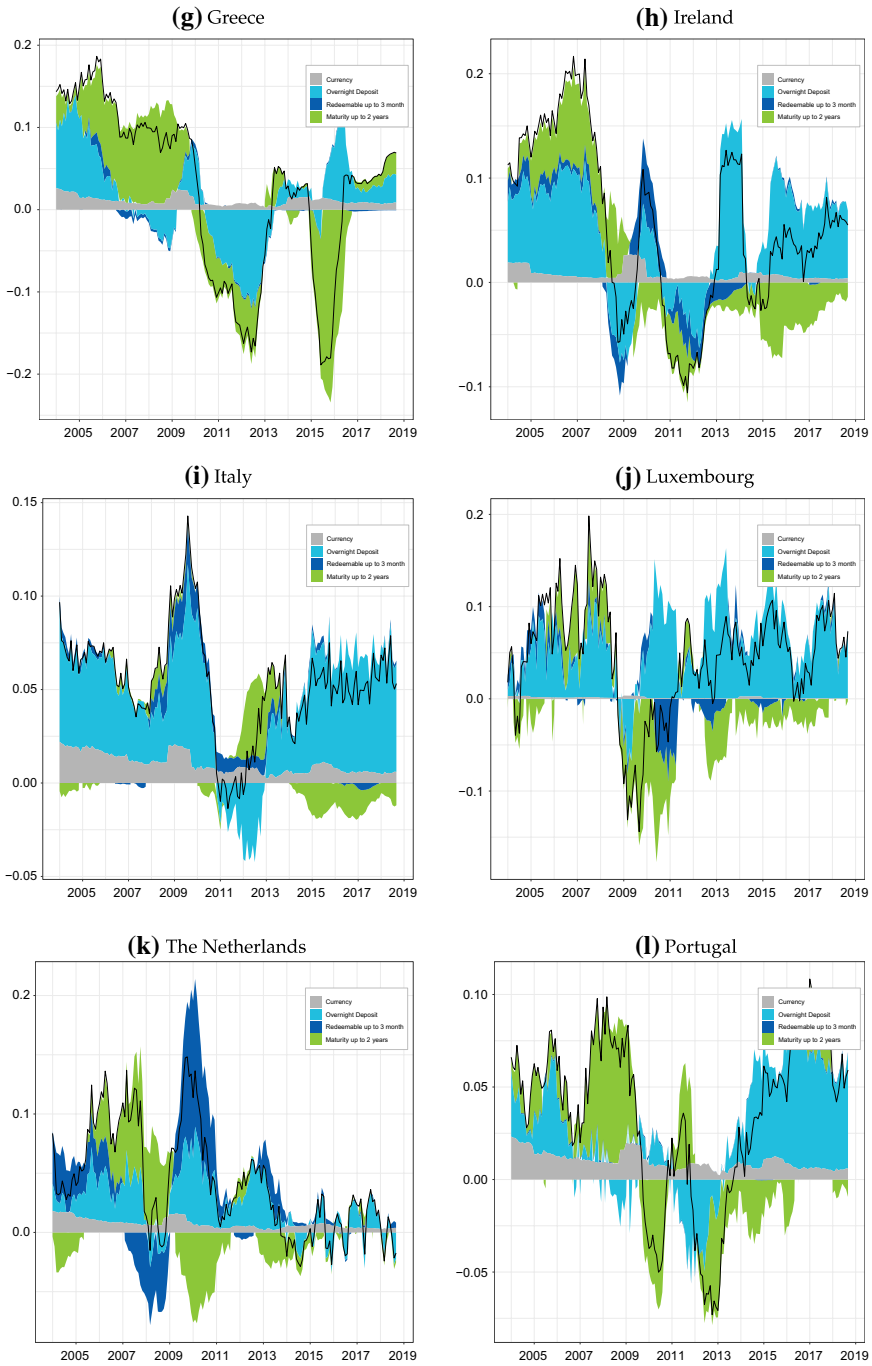 (g) Greece
0.2
0.1
0.0
−0.1
−0.2
Currency
Overnight Deposit
Redeemable up to 3 month
Maturity up to 2 years
2005 2007 2009 2011 2013 2015 2017 2019
(h) Ireland
0.2
0.1
0.0
−0.1
Currency
Overnight Deposit
Redeemable up to 3 month
Maturity up to 2 years
2005 2007 2009 2011 2013 2015 2017 2019
(i) Italy
0.15
0.10
0.05
0.00
−0.05
Currency
Overnight Deposit
Redeemable up to 3 month
Maturity up to 2 years
2005 2007 2009 2011 2013 2015 2017 2019
(j) Luxembourg
0.2
0.1
0.0
−0.1
Currency
Overnight Deposit
Redeemable up to 3 month
Maturity up to 2 years
2005 2007 2009 2011 2013 2015 2017 2019
(k) The Netherlands
0.2
0.1
0.0
Currency
Overnight Deposit
Redeemable up to 3 month
Maturity up to 2 years
2005 2007 2009 2011 2013 2015 2017 2019
(l) Portugal
0.10
0.05
0.00
−0.05
Currency
Overnight Deposit
Redeemable up to 3 month
Maturity up to 2 years
2005 2007 2009 2011 2013 2015 2017 2019